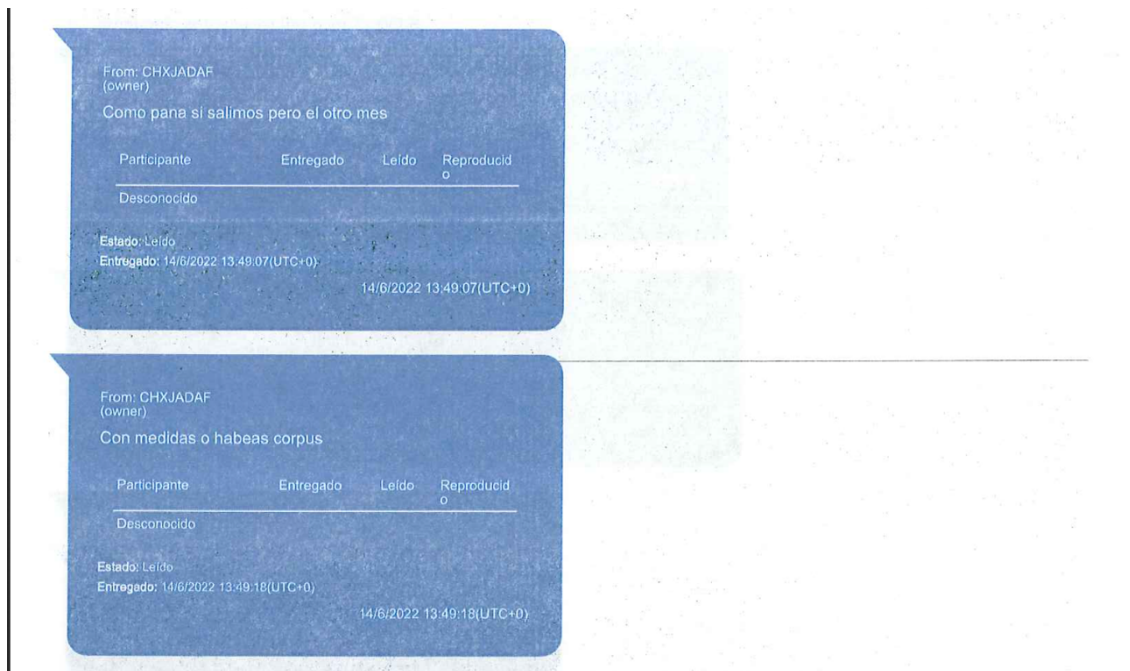 From: CHXJADAF
(owner)
Como pana si salimos pero el otro mes
Participante Entregado Leído Reproducid
o
Desconocido
Estado: Leído
Entregado: 14/6/2022 13:49:07(UTC+0)
14/6/2022 13:49:07(UTC+0)
From: CHXJADAF
(owner)
Con medidas o habeas corpus
Participante Entregado Leído Reproducid
o
Desconocido
Estado: Leído
Entregado: 14/6/2022 13:49:18(UTC+0)
14/6/2022 13:49:18(UTC+0)